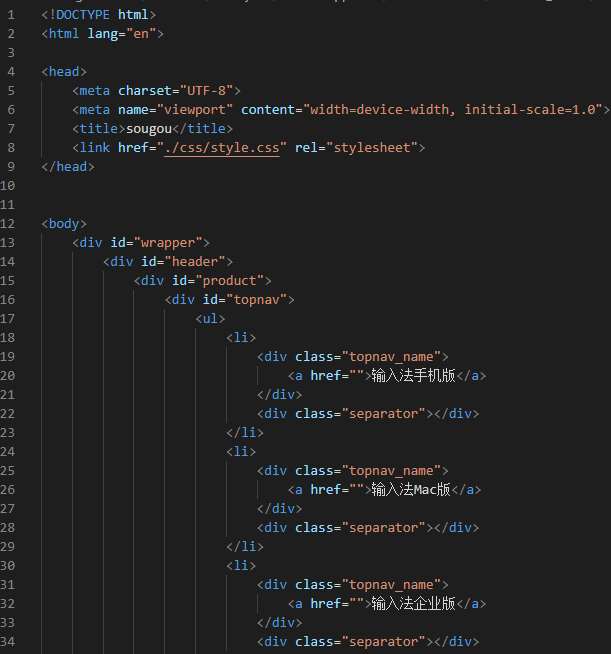 1 <!DOCTYPE html>
2 <html lang="en">
3
4 <head>
5     <meta charset="UTF-8">
6     <meta name="viewport" content="width=device-width, initial-scale=1.0">
7     <title>sougou</title>
8     <link href="./css/style.css" rel="stylesheet">
9 </head>
10
11
12 <body>
13     <div id="wrapper">
14         <div id="header">
15             <div id="product">
16                 <div id="topnav">
17                     <ul>
18                         <li>
19                             <div class="topnav_name">
20                                 <a href="">输入法手机版</a>
21                             </div>
22                             <div class="separator"></div>
23                         </li>
24                         <li>
25                             <div class="topnav_name">
26                                 <a href="">输入法Mac版</a>
27                             </div>
28                             <div class="separator"></div>
29                         </li>
30                         <li>
31                             <div class="topnav_name">
32                                 <a href="">输入法企业版</a>
33                             </div>
34                             <div class="separator"></div>